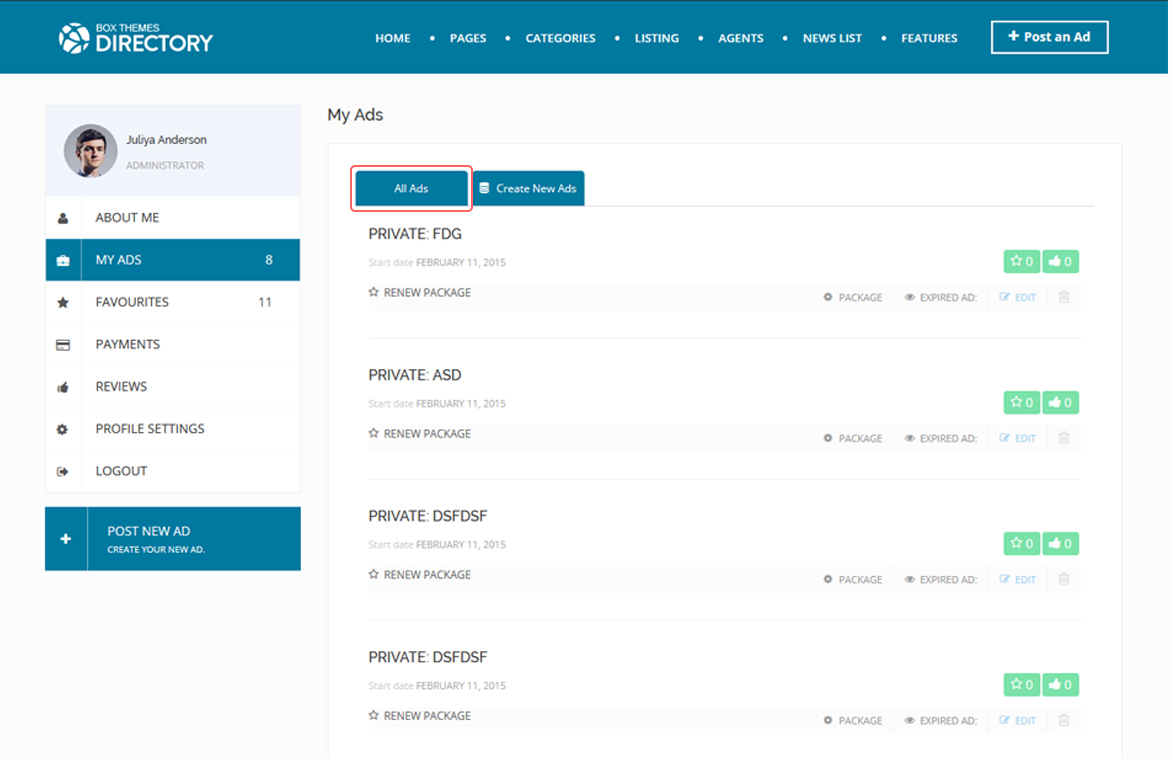 BOX THEMES
DIRECTORY
HOME • PAGES • CATEGORIES • LISTING • AGENTS • NEWS LIST • FEATURES
Post an Ad
Juliya Anderson
ADMINISTRATOR
ABOUT ME
MY ADS 8
FAVOURITES 11
PAYMENTS
REVIEWS
PROFILE SETTINGS
LOGOUT
POST NEW AD
CREATE YOUR NEW AD.
My Ads
All Ads Create New Ads
PRIVATE: FDG
Start date FEBRUARY 11, 2015
0 0
RENEW PACKAGE
PACKAGE EXPIRED AD: EDIT
PRIVATE: ASD
Start date FEBRUARY 11, 2015
0 0
RENEW PACKAGE
PACKAGE EXPIRED AD: EDIT
PRIVATE: DSFDSF
Start date FEBRUARY 11, 2015
0 0
RENEW PACKAGE
PACKAGE EXPIRED AD: EDIT
PRIVATE: DSFDSF
Start date FEBRUARY 11, 2015
0 0
RENEW PACKAGE
PACKAGE EXPIRED AD: EDIT